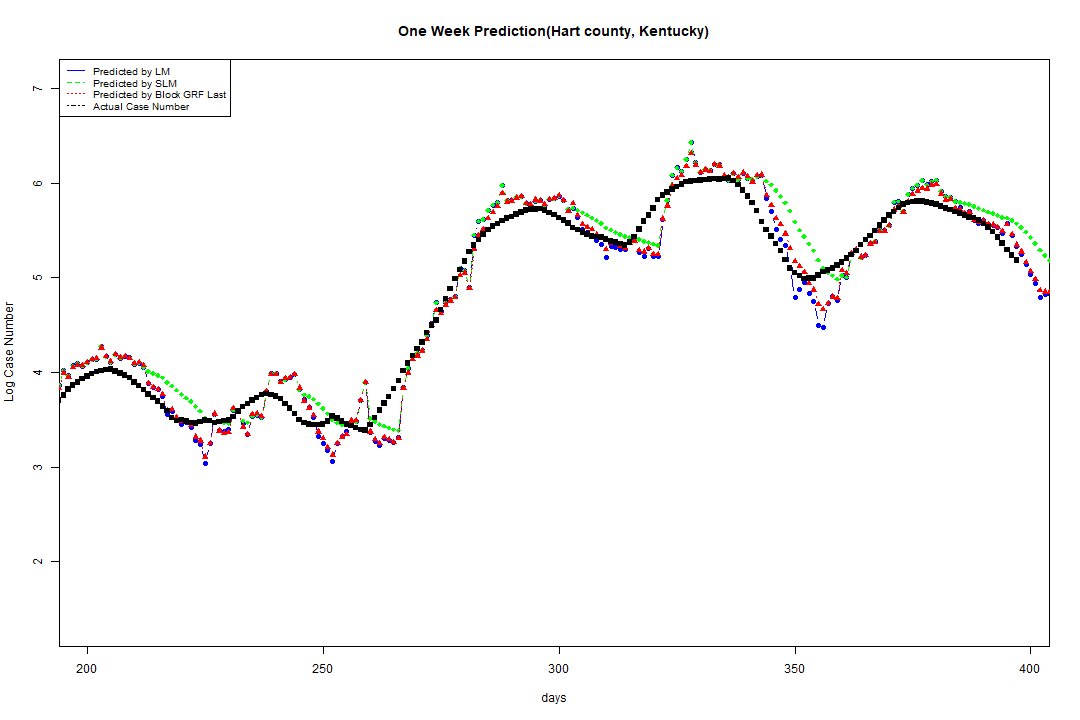 One Week Prediction(Hart county, Kentucky)
Predicted by LM
Predicted by SLM
Predicted by Block GRF Last
Actual Case Number
7
6
5
4
3
2
Log Case Number
200 250 300 350 400
days